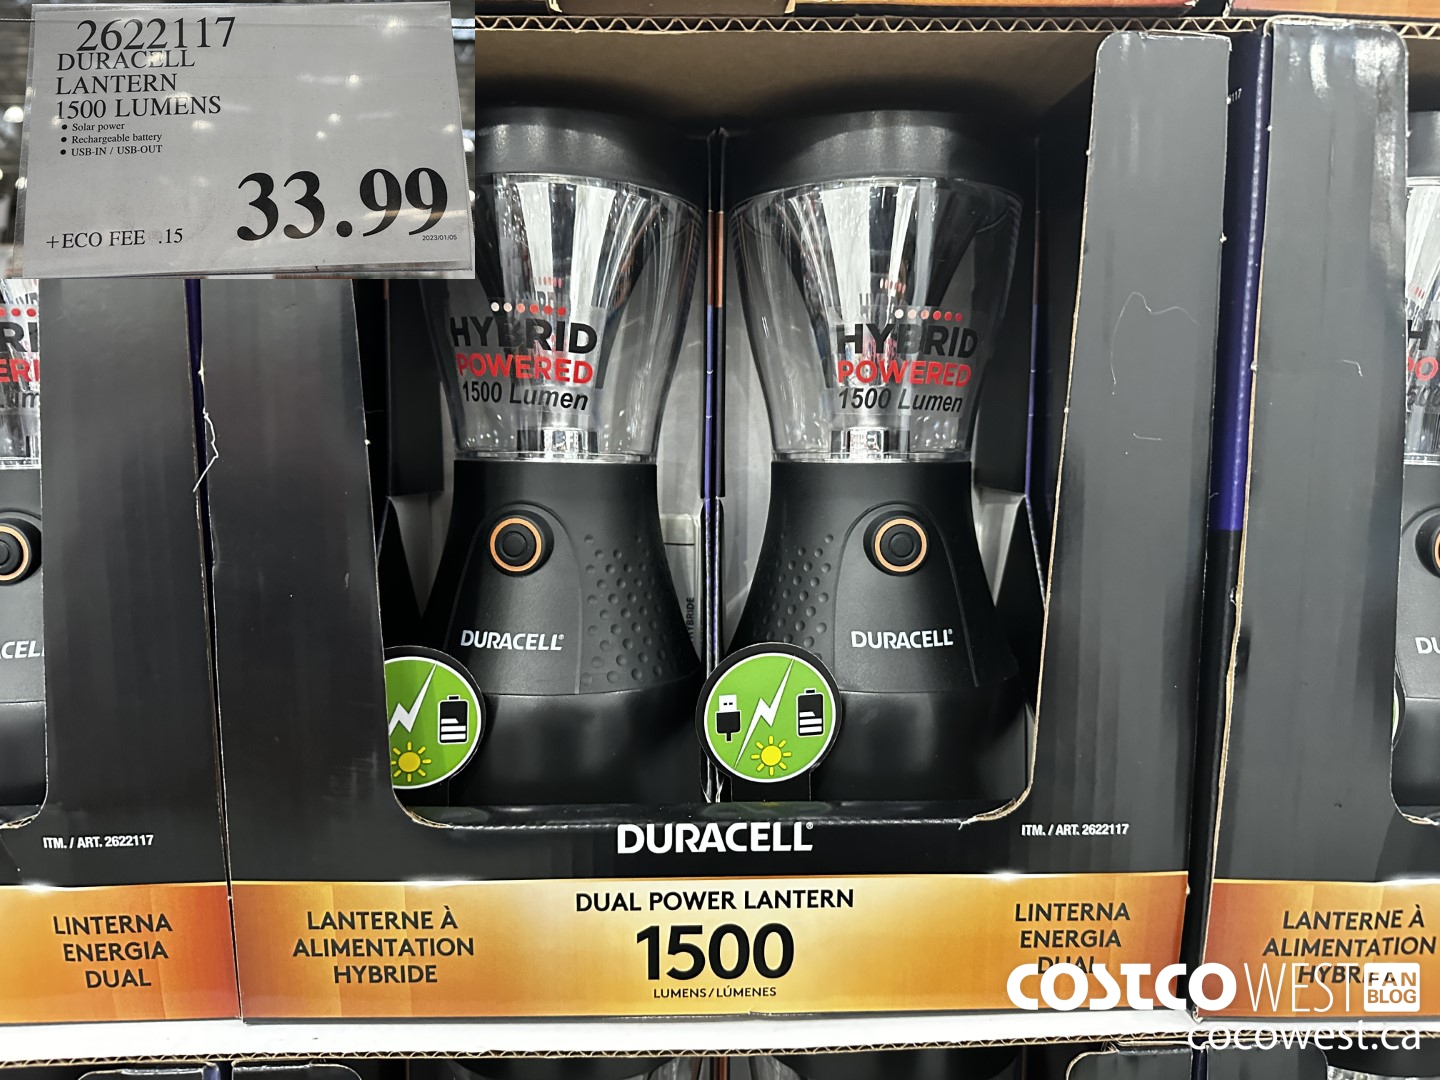 2622117
DURACELL
LANTERN
1500 LUMENS
• Solar power
• Rechargeable battery
• USB-IN / USB-OUT
33.99
+ECO FEE .15
2023/01/05
HYBRID
POWERED
1500 Lumen
HYBRID
POWERED
1500 Lumen
DURACELL®
DURACELL®
ITM. / ART. 2622117
DURACELL®
ITM. / ART. 2622117
LINTERNA
ENERGIA
DUAL
LANTERNE À
ALIMENTATION
HYBRIDE
DUAL POWER LANTERN
1500
LUMENS / LÚMENES
LINTERNA
ENERGIA
DUAL
LANTERNE À
ALIMENTATION
COSTCO WEST FAN BLOG
cocowest.ca